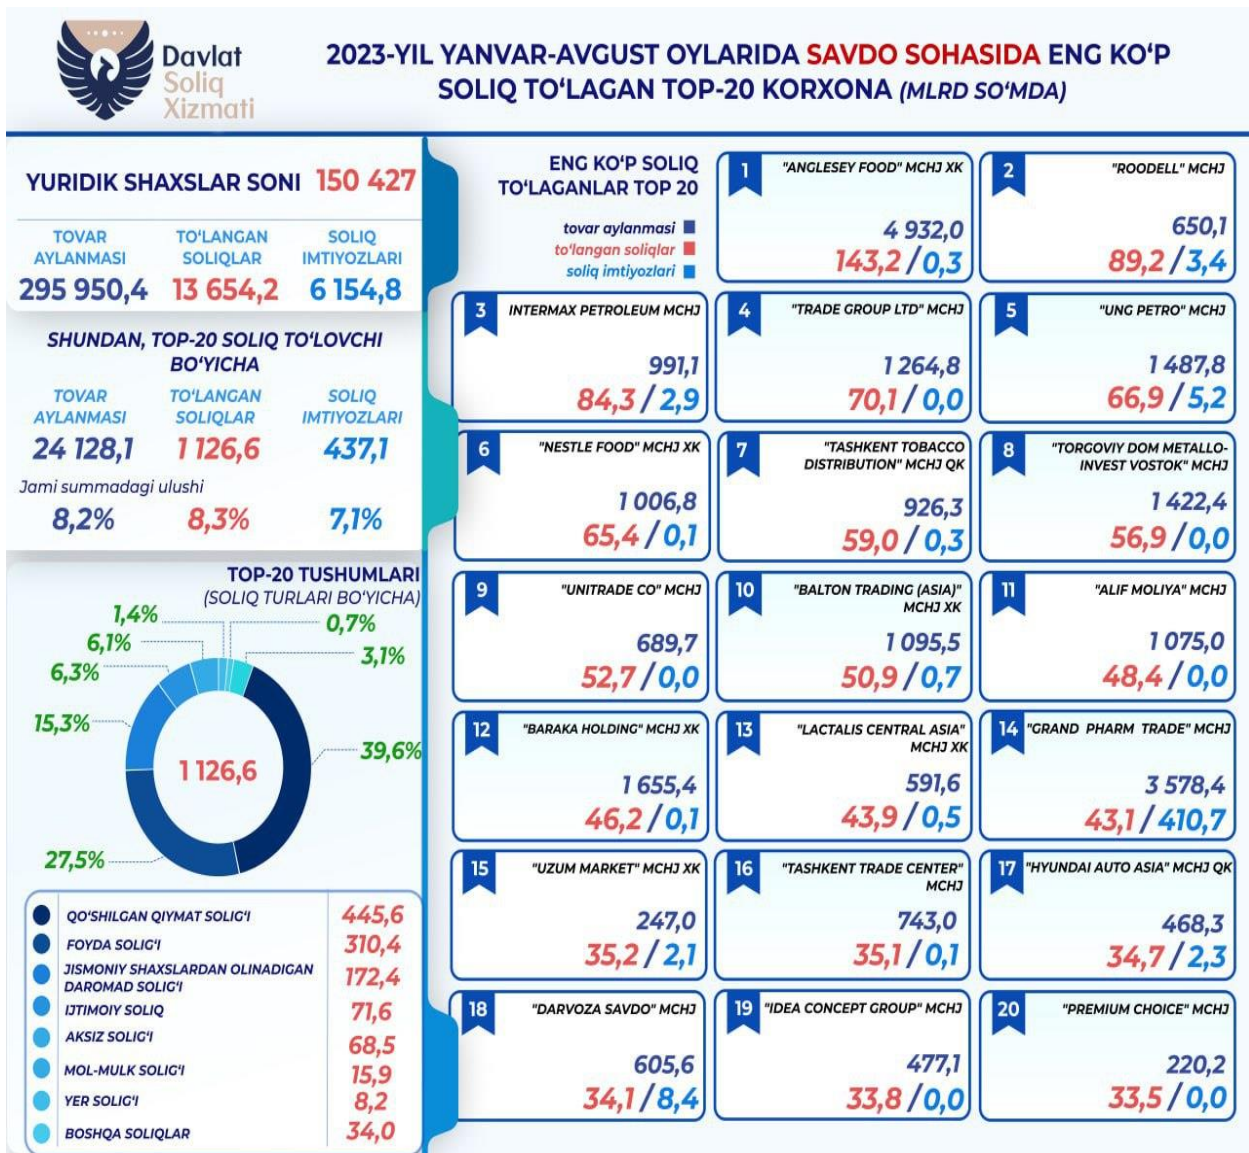 Davlat
Soliq
Xizmati
2023-YIL YANVAR-AVGUST OYLARIDA SAVDO SOHASIDA ENG KO‘P
SOLIQ TO‘LAGAN TOP-20 KORXONA (MLRD SO‘MDA)
YURIDIK SHAXSLAR SONI 150 427
TOVAR
AYLANMASI
295 950,4
TO‘LANGAN
SOLIQLAR
13 654,2
SOLIQ
IMTIYOZLARI
6 154,8
SHUNDAN, TOP-20 SOLIQ TO‘LOVCHI
BO‘YICHA
TOVAR
AYLANMASI
24 128,1
TO‘LANGAN
SOLIQLAR
1 126,6
SOLIQ
IMTIYOZLARI
437,1
Jami summadagi ulushi
8,2% 8,3% 7,1%
TOP-20 TUSHUMLARI
(SOLIQ TURLARI BO‘YICHA)
1,4%
0,7%
6,1%
3,1%
6,3%
15,3%
39,6%
1 126,6
27,5%
QO‘SHILGAN QIYMAT SOLIG‘I 445,6
FOYDA SOLIG‘I 310,4
JISMONIY SHAXSLARDAN OLINADIGAN
DAROMAD SOLIG‘I 172,4
IJTIMOIY SOLIQ 71,6
AKSIZ SOLIG‘I 68,5
MOL-MULK SOLIG‘I 15,9
YER SOLIG‘I 8,2
BOSHQA SOLIQLAR 34,0
ENG KO‘P SOLIQ
TO‘LAGANLAR TOP 20
tovar aylanmasi
to‘langan soliqlar
soliq imtiyozlari
1 "ANGLESEY FOOD" MCHJ XK
4 932,0
143,2 / 0,3
2 "ROODELL" MCHJ
650,1
89,2 / 3,4
3 INTERMAX PETROLEUM MCHJ
991,1
84,3 / 2,9
4 "TRADE GROUP LTD" MCHJ
1 264,8
70,1 / 0,0
5 "UNG PETRO" MCHJ
1 487,8
66,9 / 5,2
6 "NESTLE FOOD" MCHJ XK
1 006,8
65,4 / 0,1
7 "TASHKENT TOBACCO
DISTRIBUTION" MCHJ QK
926,3
59,0 / 0,3
8 "TORGOVIY DOM METALLO-
INVEST VOSTOK" MCHJ
1 422,4
56,9 / 0,0
9 "UNITRADE CO" MCHJ
689,7
52,7 / 0,0
10 "BALTON TRADING (ASIA)"
MCHJ XK
1 095,5
50,9 / 0,7
11 "ALIF MOLIYA" MCHJ
1 075,0
48,4 / 0,0
12 "BARAKA HOLDING" MCHJ XK
1 655,4
46,2 / 0,1
13 "LACTALIS CENTRAL ASIA"
MCHJ XK
591,6
43,9 / 0,5
14 "GRAND PHARM TRADE" MCHJ
3 578,4
43,1 / 410,7
15 "UZUM MARKET" MCHJ XK
247,0
35,2 / 2,1
16 "TASHKENT TRADE CENTER"
MCHJ
743,0
35,1 / 0,1
17 "HYUNDAI AUTO ASIA" MCHJ QK
468,3
34,7 / 2,3
18 "DARVOZA SAVDO" MCHJ
605,6
34,1 / 8,4
19 "IDEA CONCEPT GROUP" MCHJ
477,1
33,8 / 0,0
20 "PREMIUM CHOICE" MCHJ
220,2
33,5 / 0,0